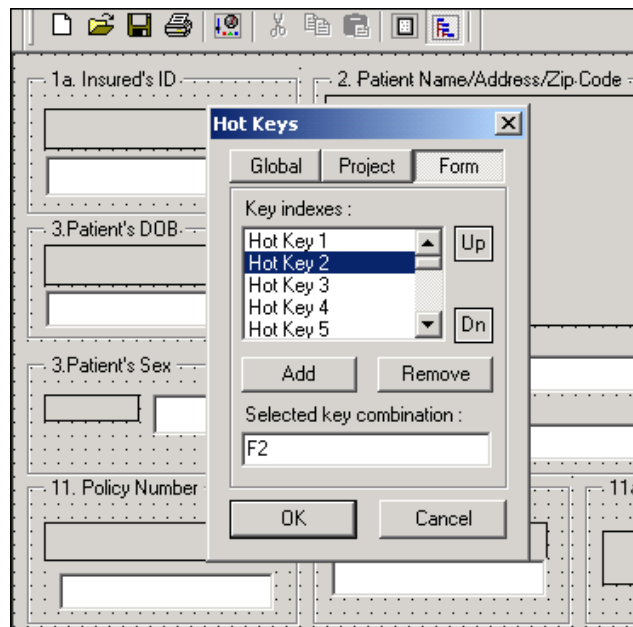 1a. Insured's ID
2. Patient Name/Address/Zip Code
Hot Keys
Global Project Form
Key indexes :
Hot Key 1
Hot Key 2
Hot Key 3
Hot Key 4
Hot Key 5
Up
Dn
Add Remove
Selected key combination :
F2
OK Cancel
3.Patient's DOB
3.Patient's Sex
11. Policy Number
11a